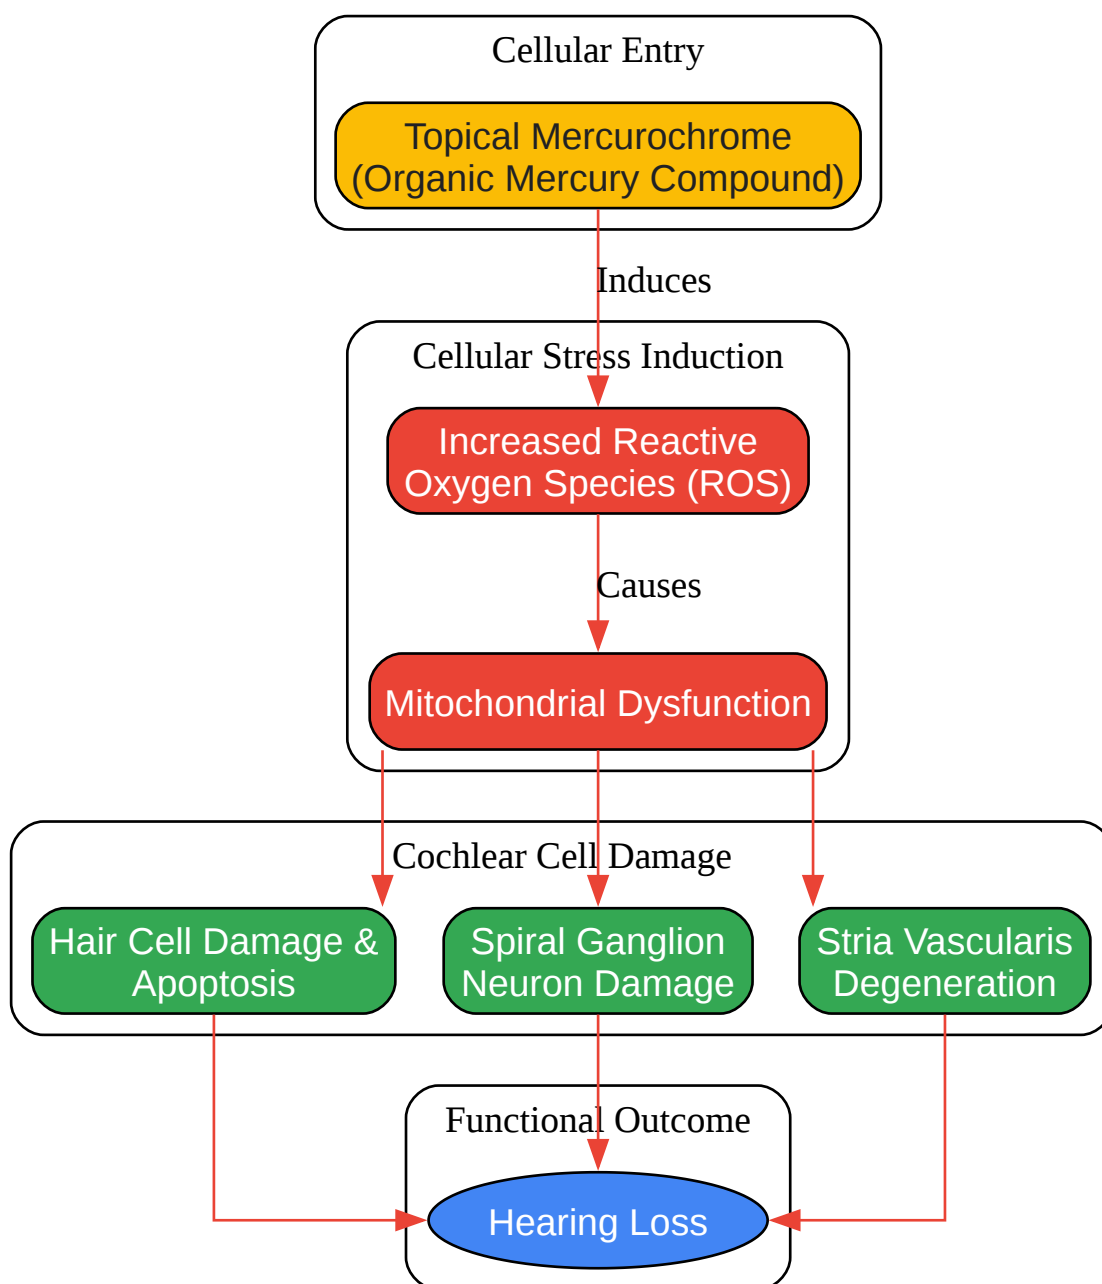 Cellular Entry
Topical Mercurochrome
(Organic Mercury Compound)
Induces
Cellular Stress Induction
Increased Reactive
Oxygen Species (ROS)
Causes
Mitochondrial Dysfunction
Cochlear Cell Damage
Hair Cell Damage &
Apoptosis
Spiral Ganglion
Neuron Damage
Stria Vascularis
Degeneration
Functional Outcome
Hearing Loss